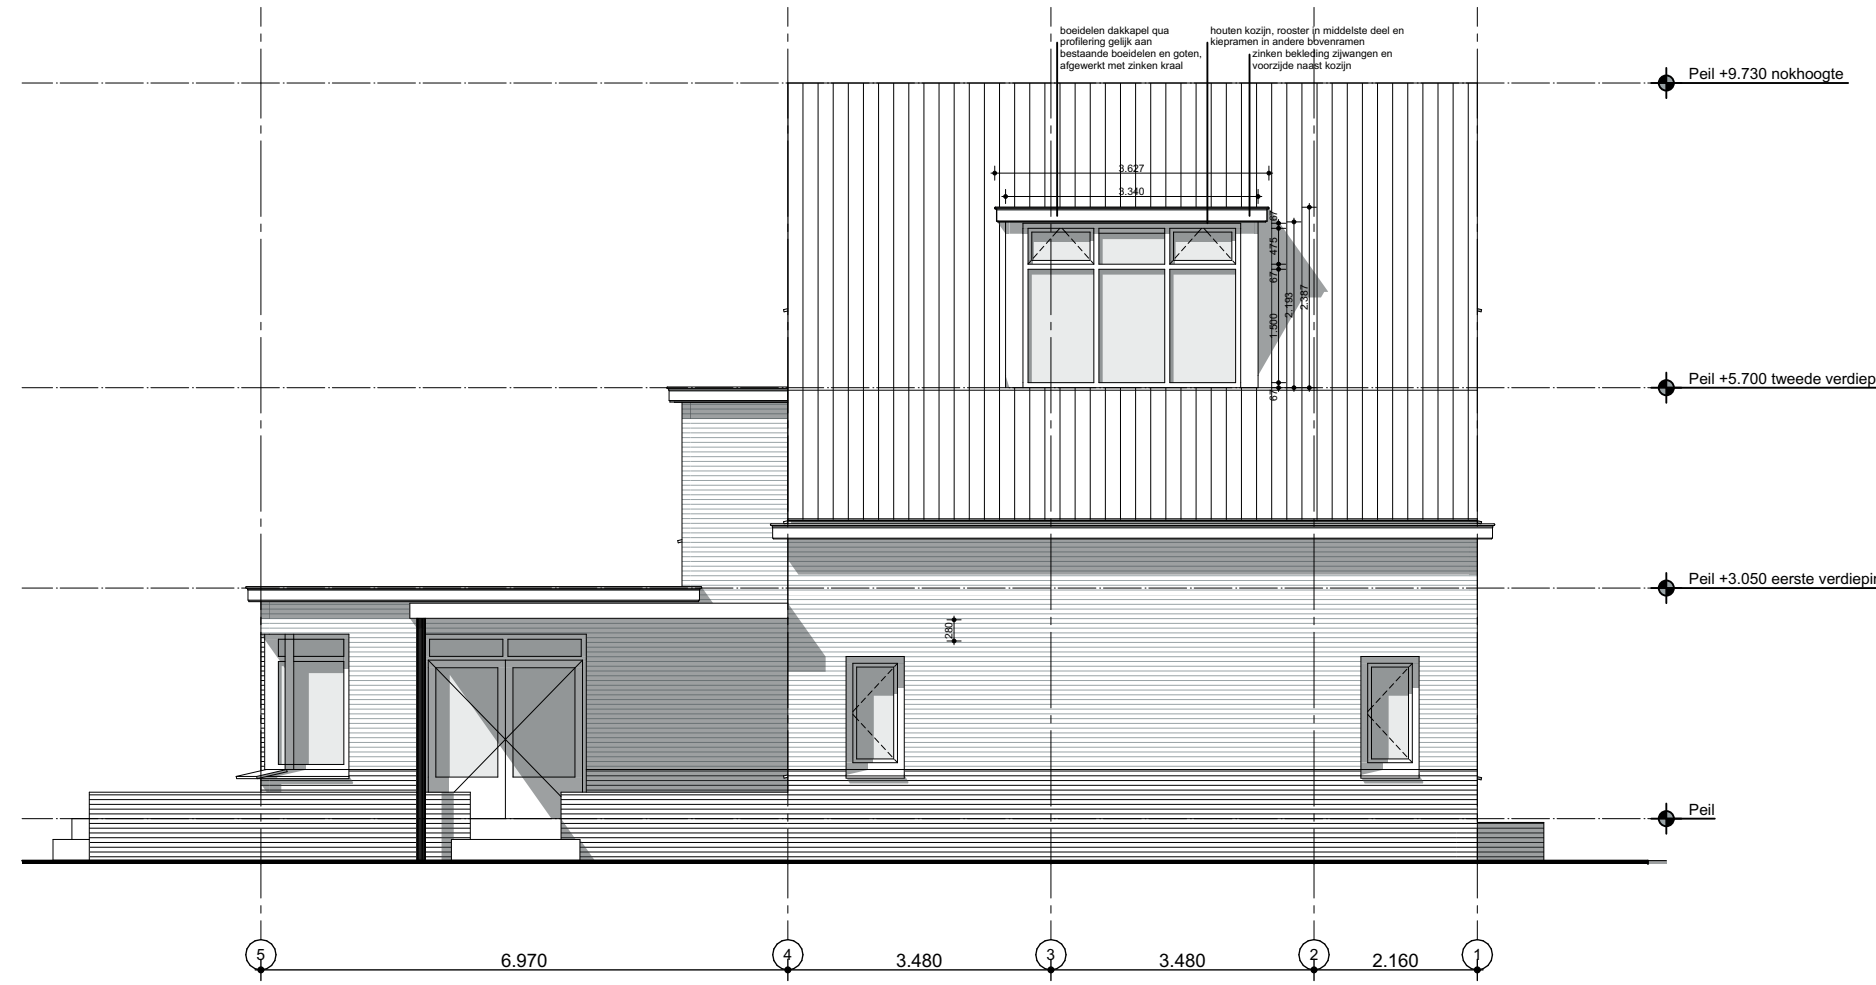 boeidelen dakkapel qua
profilering gelijk aan
bestaande boeidelen en goten,
afgewerkt met zinken kraal
houten kozijn, rooster in middelste deel en
kiepramen in andere bovenramen
zinken bekleding zijwangen en
voorzijde naast kozijn
Peil +9.730 nokhoogte
3.627
3.340
67
475
67
1.500
67
2.193
2.387
Peil +5.700 tweede verdiep
Peil +3.050 eerste verdiepi
280
Peil
5
6.970
4
3.480
3
3.480
2
2.160
1